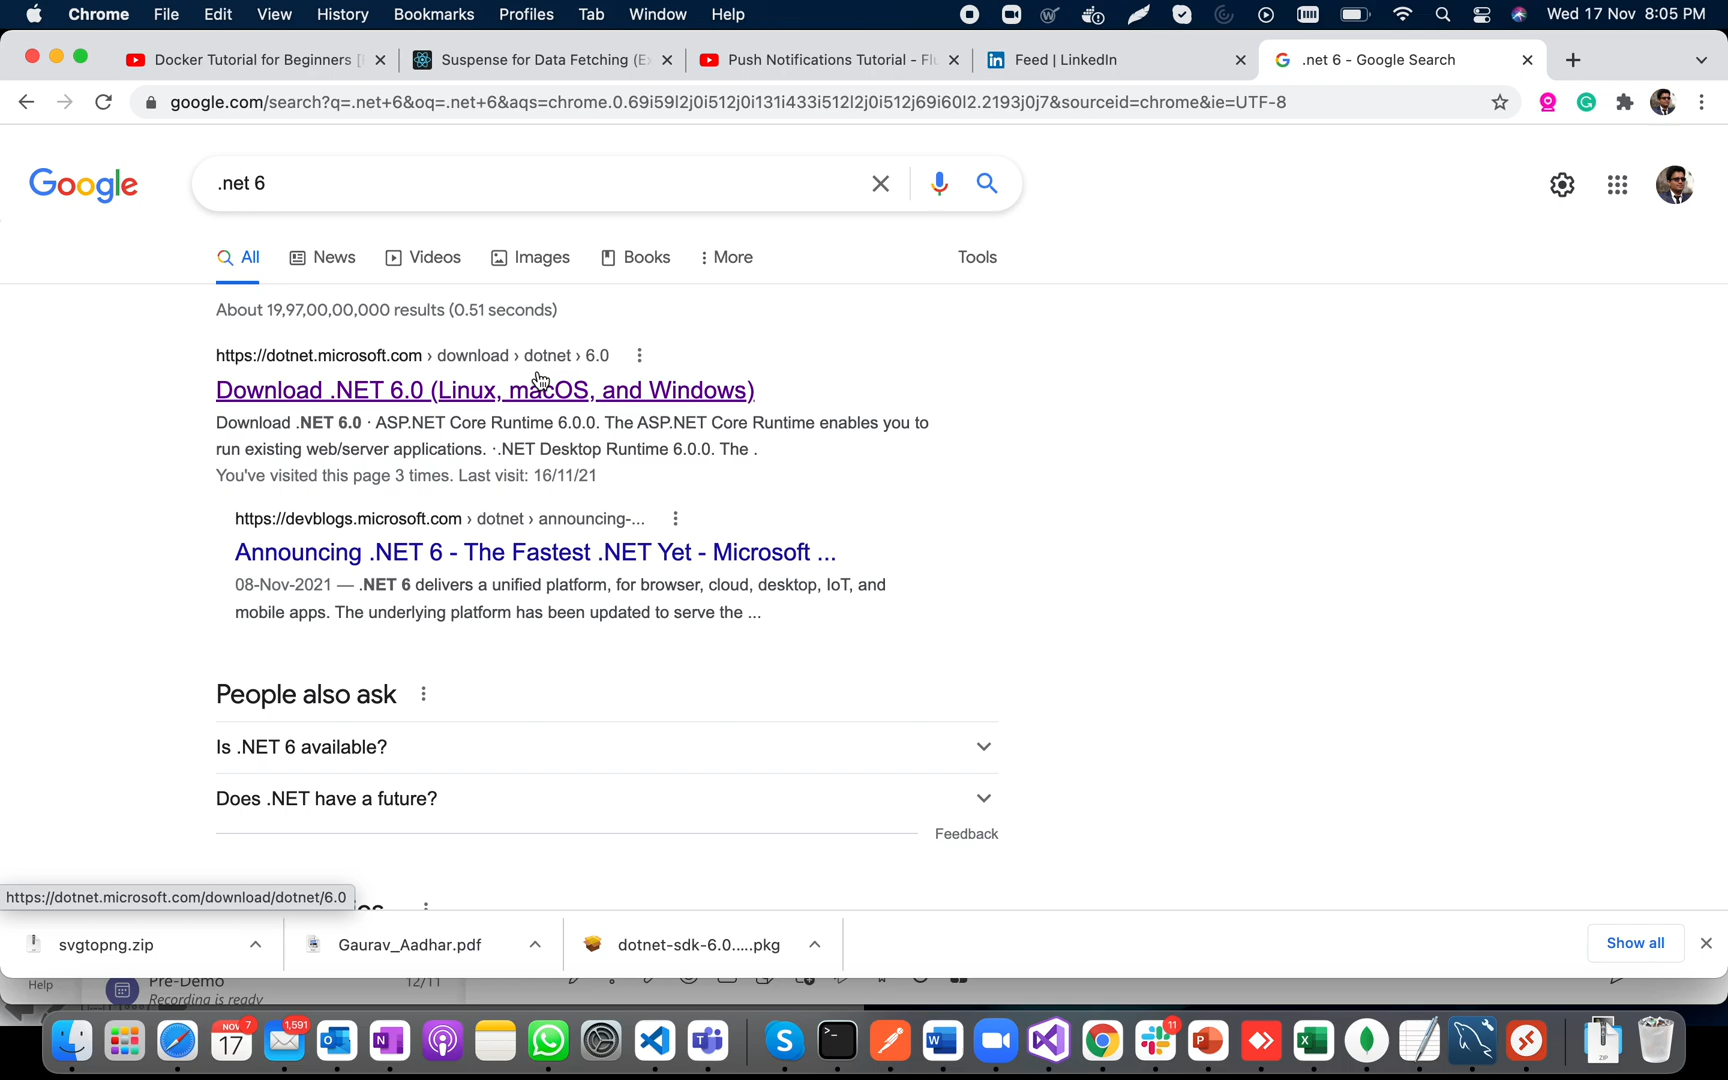 Chrome File Edit View History Bookmarks Profiles Tab Window Help Wed 17 Nov 8:05 PM
Docker Tutorial for Beginners [ Suspense for Data Fetching (E Push Notifications Tutorial - Flu Feed | LinkedIn .net 6 - Google Search
google.com/search?q=.net+6&oq=.net+6&aqs=chrome.0.69i59l2j0i512j0i131i433i512l2j0i512j69i60l2.2193j0j7&sourceid=chrome&ie=UTF-8
Google .net 6
All News Videos Images Books More Tools
About 19,97,00,00,000 results (0.51 seconds)
https://dotnet.microsoft.com › download › dotnet › 6.0
Download .NET 6.0 (Linux, macOS, and Windows)
Download .NET 6.0 · ASP.NET Core Runtime 6.0.0. The ASP.NET Core Runtime enables you to
run existing web/server applications. ·.NET Desktop Runtime 6.0.0. The .
You've visited this page 3 times. Last visit: 16/11/21
https://devblogs.microsoft.com › dotnet › announcing-...
Announcing .NET 6 - The Fastest .NET Yet - Microsoft ...
08-Nov-2021 — .NET 6 delivers a unified platform, for browser, cloud, desktop, IoT, and
mobile apps. The underlying platform has been updated to serve the ...
People also ask
Is .NET 6 available?
Does .NET have a future?
Feedback
https://dotnet.microsoft.com/download/dotnet/6.0
svgtopng.zip Gaurav_Aadhar.pdf dotnet-sdk-6.0.....pkg Show all
Help Pre-Demo 12/11
Recording is ready
NOV 7 1,591 11
17
ZIP